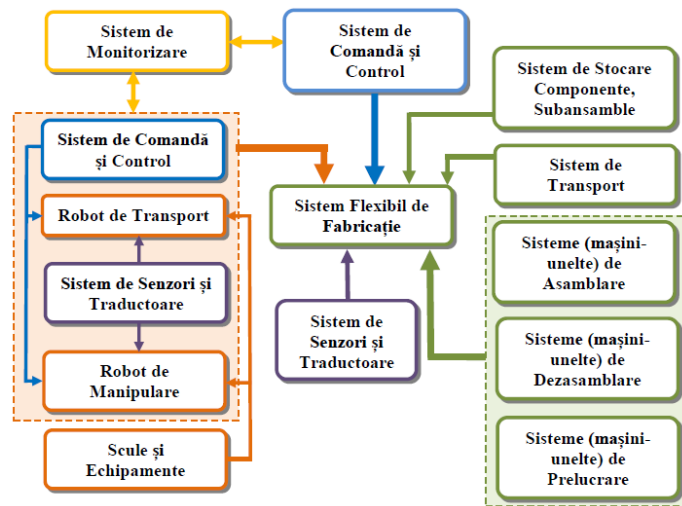 Sistem de
Monitorizare
Sistem de
Comandă și
Control
Sistem de Stocare
Componente,
Subansamble
Sistem de Comandă
și Control
Sistem de
Transport
Robot de Transport
Sistem Flexibil de
Fabricație
Sisteme (mașini-
unelte) de
Asamblare
Sistem de Senzori și
Traductoare
Sistem de
Senzori și
Traductoare
Sisteme (mașini-
unelte) de
Dezasamblare
Robot de
Manipulare
Scule și
Echipamente
Sisteme (mașini-
unelte) de
Prelucrare